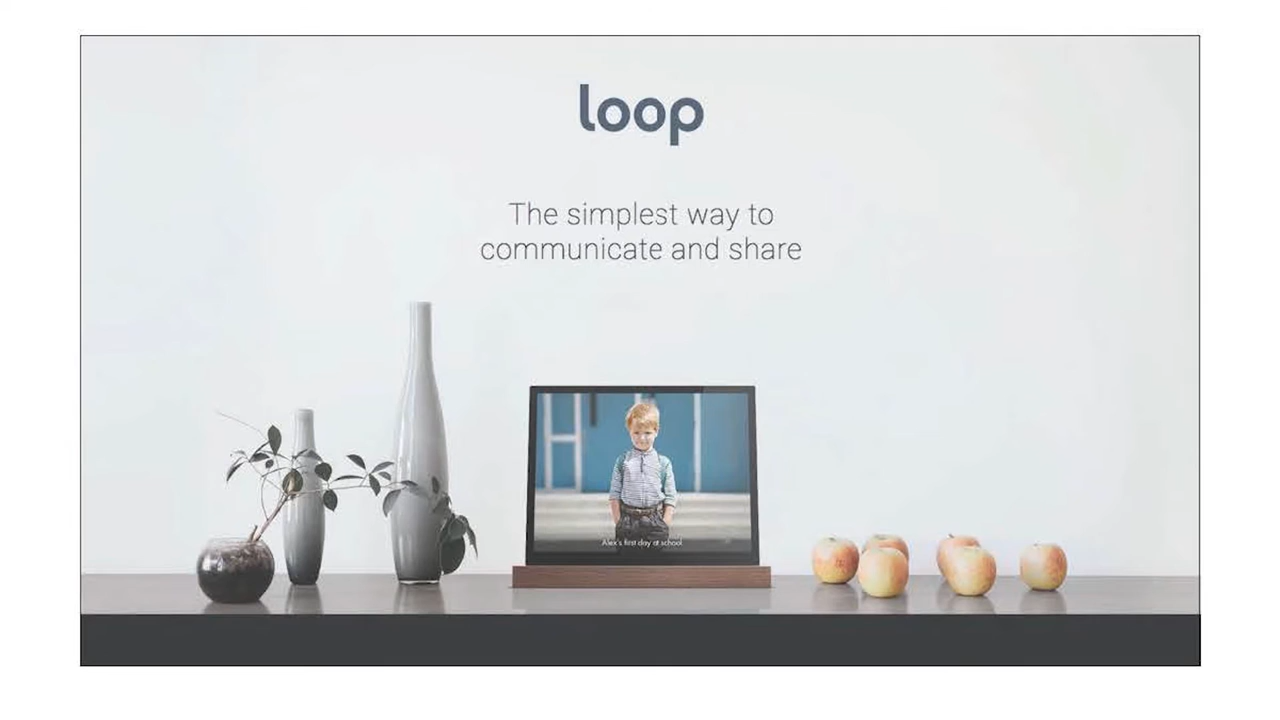 loop
The simplest way to
communicate and share
Alex's first day at school